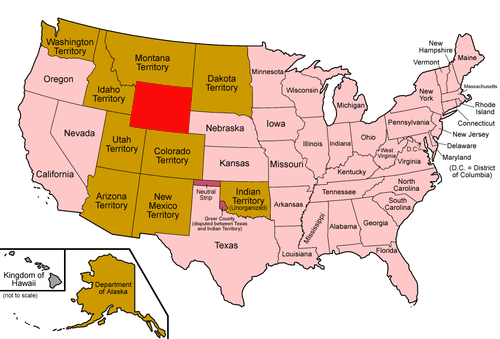 Washington
Territory
Oregon
Idaho
Territory
Montana
Territory
Dakota
Territory
Minnesota
Wisconsin
Michigan
New
Hampshire
Vermont
Maine
Massachusetts
New
York
Rhode
Island
Connecticut
New Jersey
Delaware
Maryland
(D.C. = District
of Columbia)
D.C.
Pennsylvania
Nevada
California
Utah
Territory
Colorado
Territory
Nebraska
Iowa
Kansas
Missouri
Illinois
Indiana
Ohio
West
Virginia
Virginia
Kentucky
Tennessee
North
Carolina
South
Carolina
Arizona
Territory
New
Mexico
Territory
Neutral
Strip
Indian
Territory
(Unorganized)
Greer County
(disputed between Texas
and Indian Territory)
Texas
Arkansas
Louisiana
Mississippi
Alabama
Georgia
Florida
Kingdom of
Hawaii
(not to scale)
Department
of Alaska